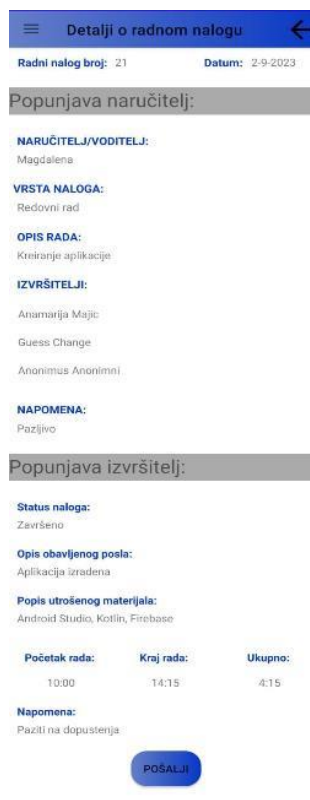 Detalji o radnom nalogu
Radni nalog broj: 21 Datum: 2-9-2023
Popunjava naručitelj:
NARUČITELJ/VODITELJ:
Magdalena
VRSTA NALOGA:
Redovni rad
OPIS RADA:
Kreiranje aplikacije
IZVRŠITELJI:
Anamarija Majic
Guess Change
Anonimus Anonimni
NAPOMENA:
Pazljivo
Popunjava izvršitelj:
Status naloga:
Završeno
Opis obavljenog posla:
Aplikacija izradena
Popis utrošenog materijala:
Android Studio, Kotlin, Firebase
Početak rada: Kraj rada: Ukupno:
10:00 14:15 4:15
Napomena:
Paziti na dopustenja
POŠALJI